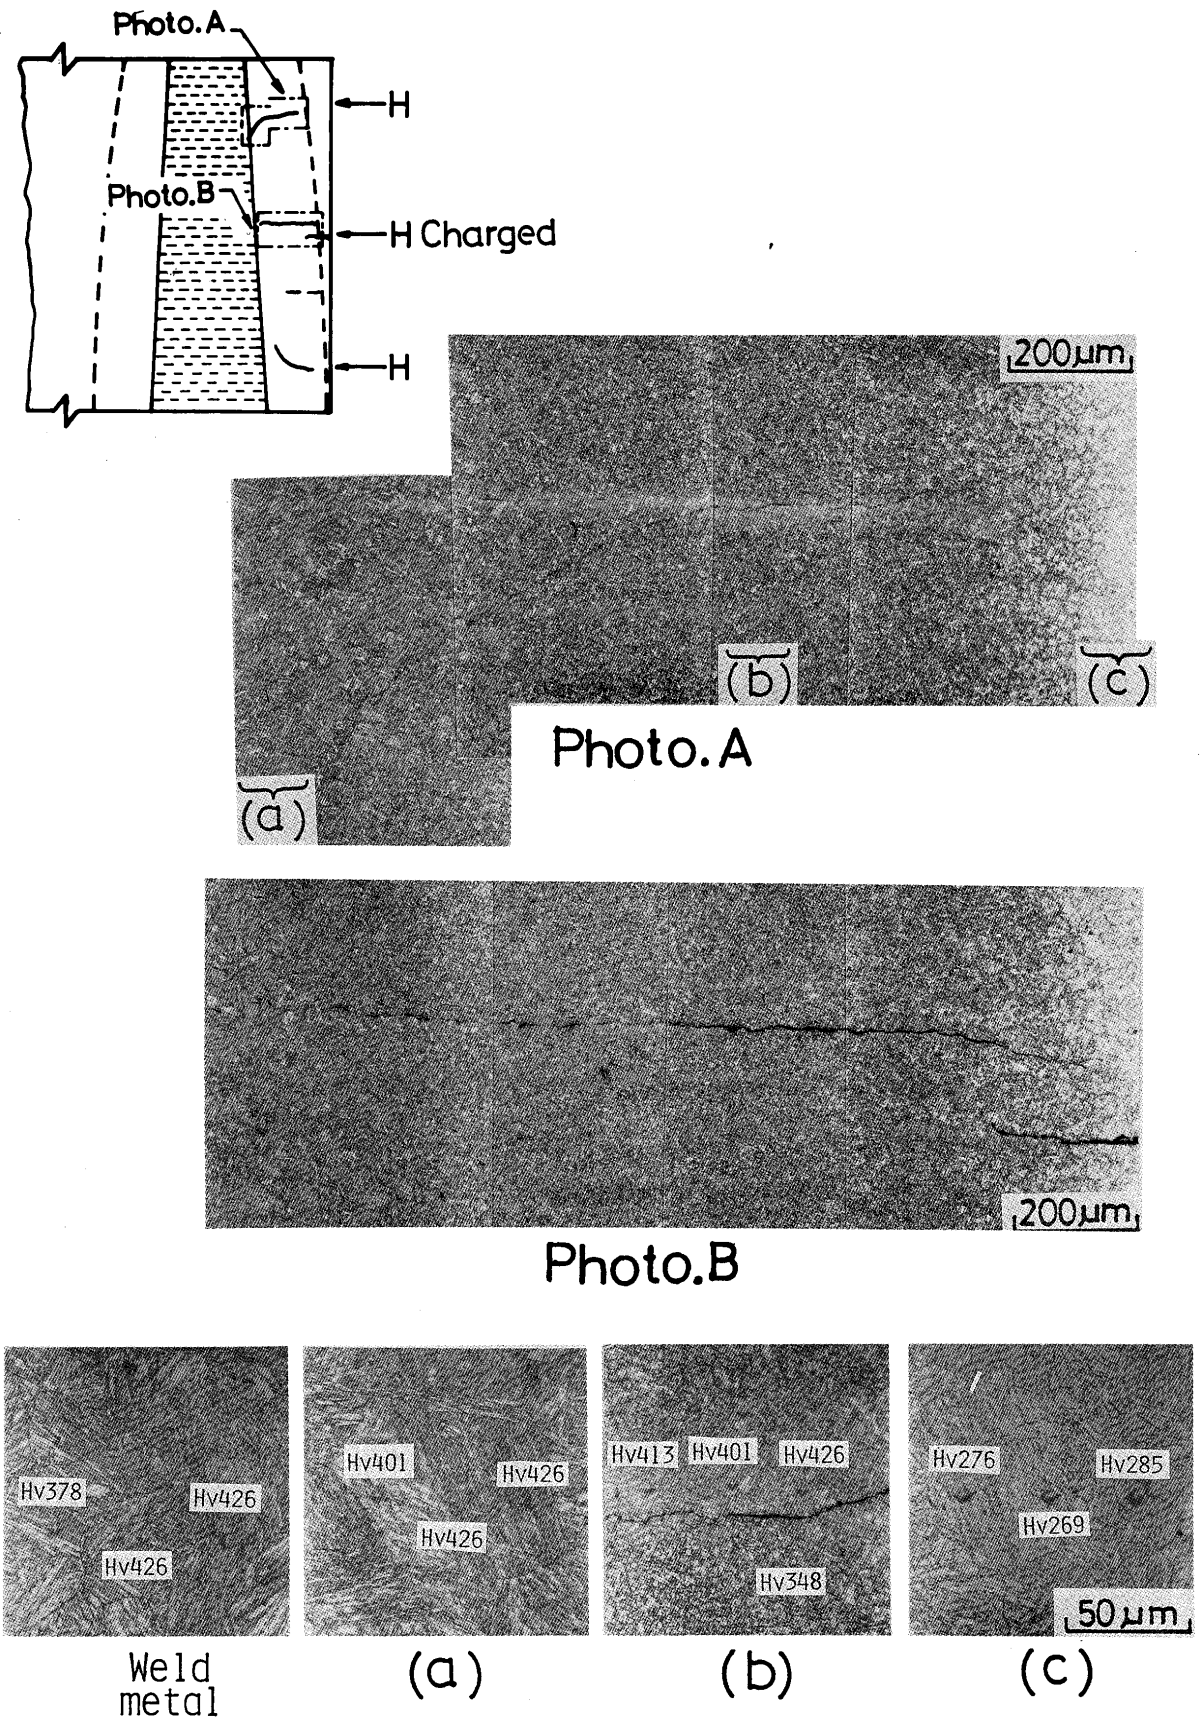 Photo.A
H
Photo.B
H Charged
H
200μm
(b)
(c)
Photo.A
(a)
200μm
Photo.B
Hv378
Hv426
Hv426
Hv401
Hv426
Hv426
Hv413
Hv401
Hv426
Hv348
Hv276
Hv285
Hv269
50μm
Weld
metal
(a)
(b)
(c)